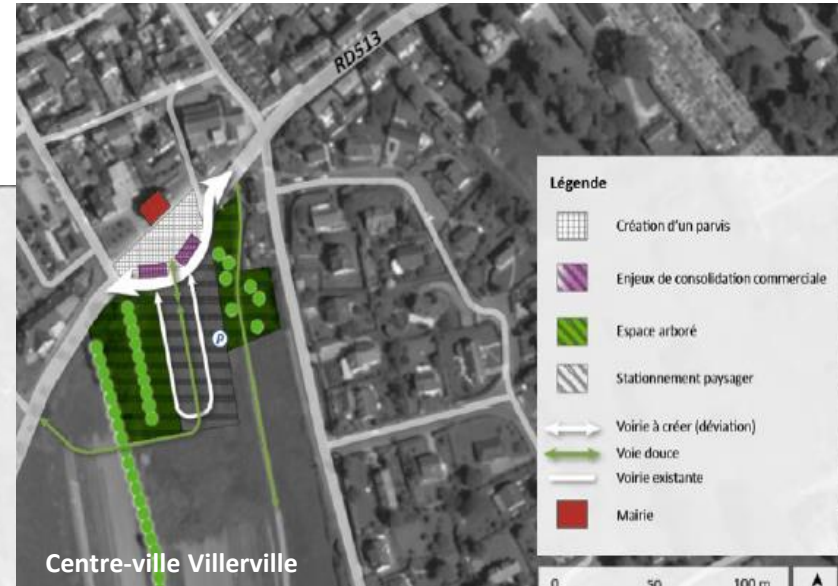 RD513
Légende
Création d'un parvis
Enjeux de consolidation commerciale
Espace arboré
Stationnement paysager
Voirie à créer (déviation)
Voie douce
Voirie existante
Mairie
P
Centre-ville Villerville
0 50 100 m